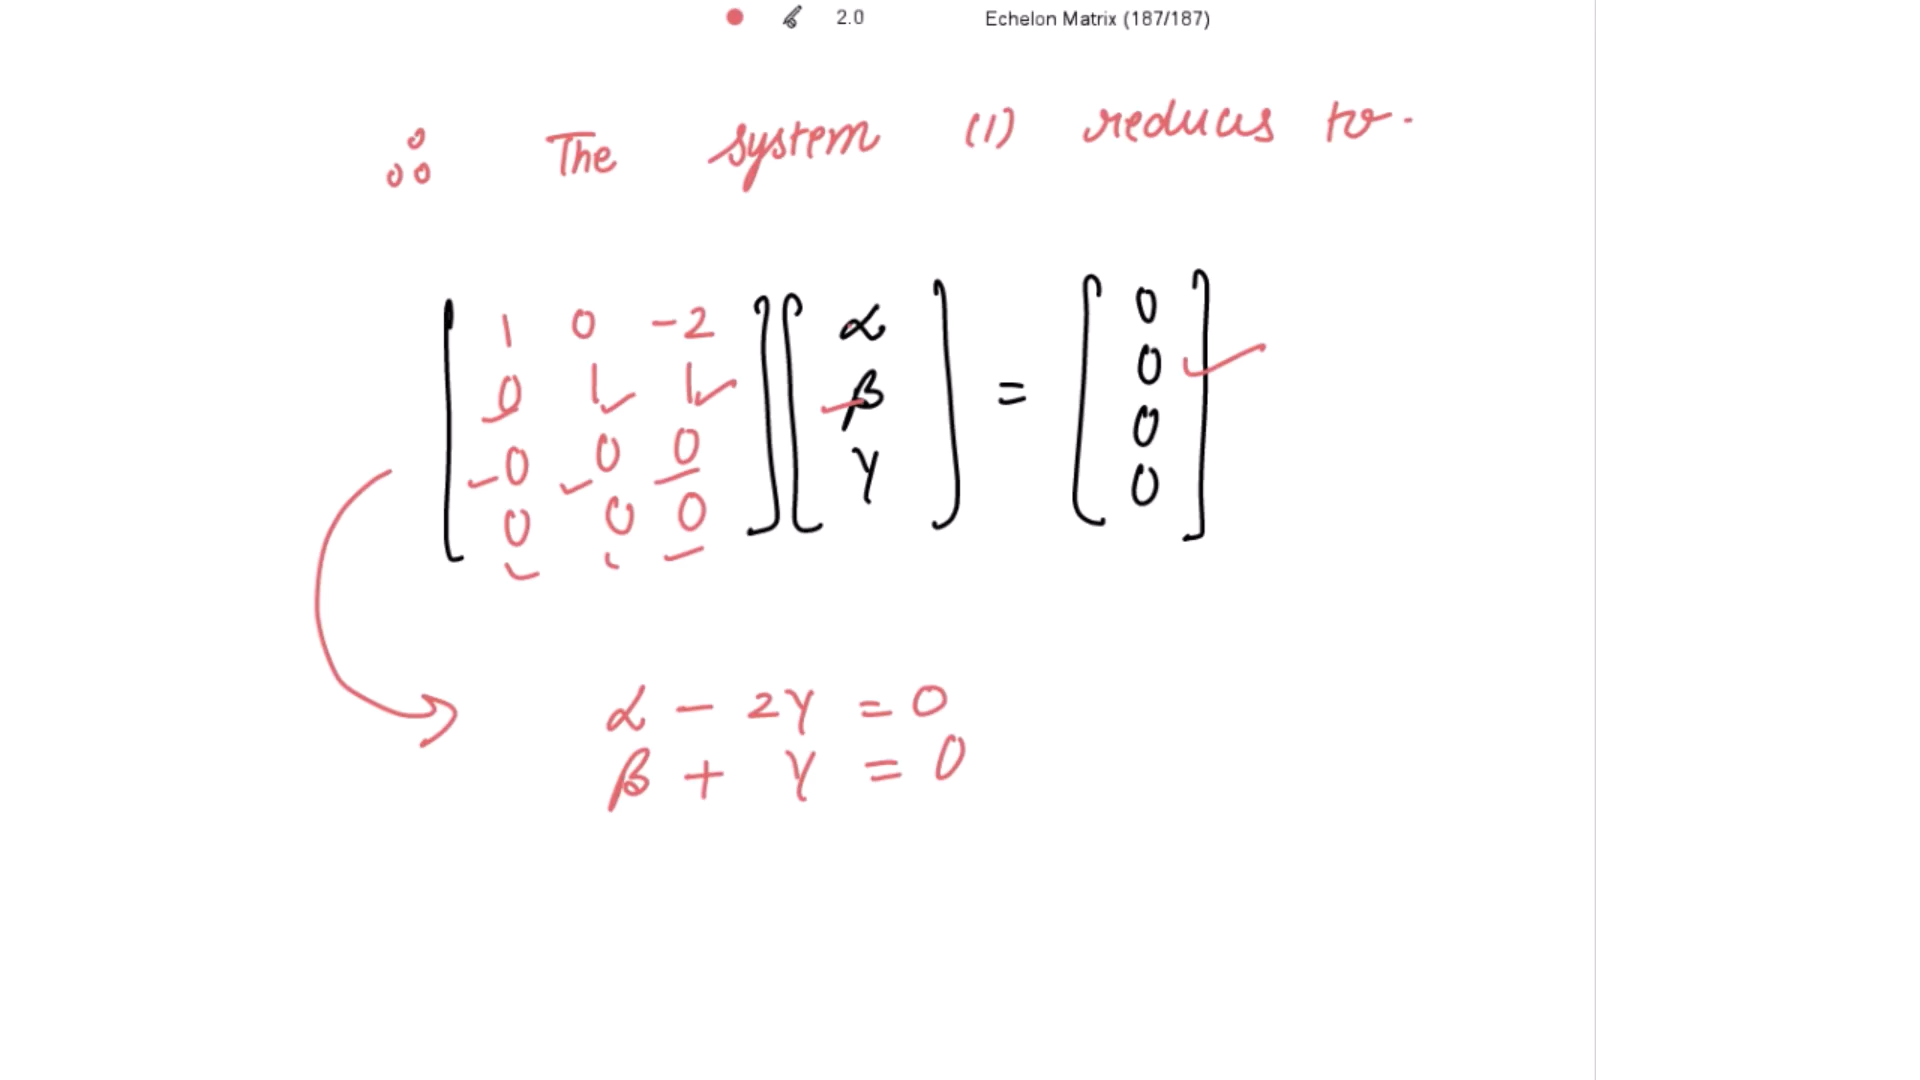 2.0 Echelon Matrix (187/187)
∴ The system (1) reduces to.
[ 1 0 -2 ] [ α ] = [ 0 ]
[ 0 1 1 ] [ β ] [ 0 ]
[ 0 0 0 ] [ γ ] [ 0 ]
[ 0 0 0 ] [ 0 ]
α - 2γ = 0
β + γ = 0